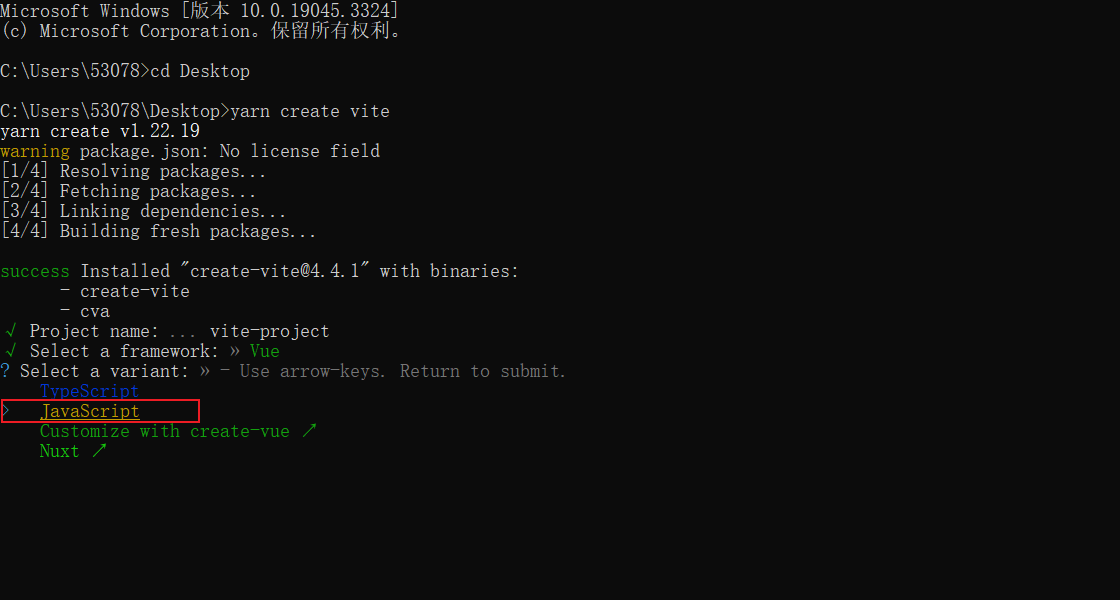 Microsoft Windows [版本 10.0.19045.3324]
(c) Microsoft Corporation。保留所有权利。
C:\Users\53078>cd Desktop
C:\Users\53078\Desktop>yarn create vite
yarn create v1.22.19
warning package.json: No license field
[1/4] Resolving packages...
[2/4] Fetching packages...
[3/4] Linking dependencies...
[4/4] Building fresh packages...
success Installed "create-vite@4.4.1" with binaries:
- create-vite
- cva
√ Project name: ... vite-project
√ Select a framework: » Vue
? Select a variant: » - Use arrow-keys. Return to submit.
TypeScript
> JavaScript
Customize with create-vue ↗
Nuxt ↗